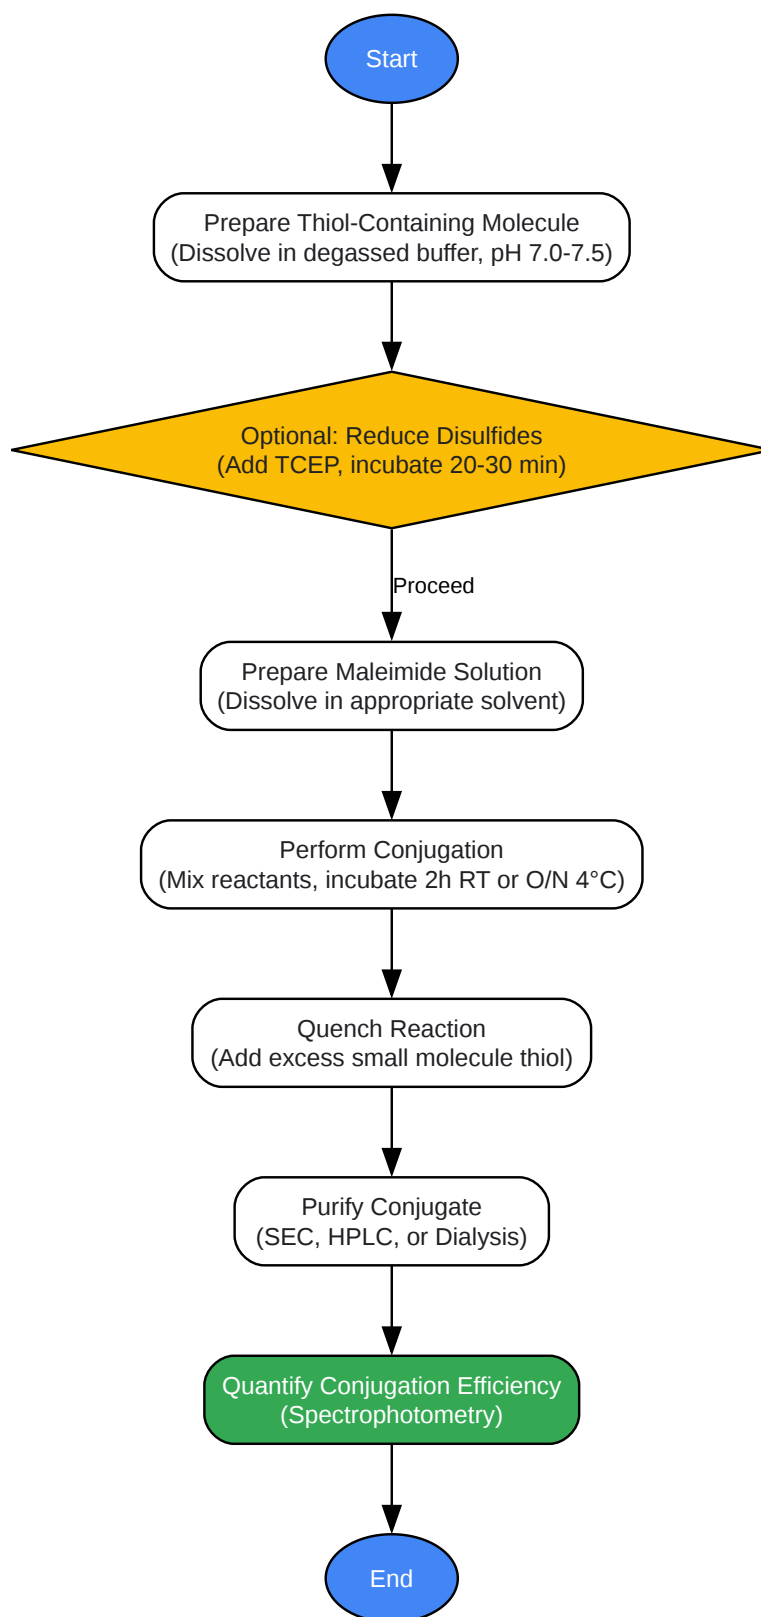 Start
Prepare Thiol-Containing Molecule
(Dissolve in degassed buffer, pH 7.0-7.5)
Optional: Reduce Disulfides
(Add TCEP, incubate 20-30 min)
Proceed
Prepare Maleimide Solution
(Dissolve in appropriate solvent)
Perform Conjugation
(Mix reactants, incubate 2h RT or O/N 4°C)
Quench Reaction
(Add excess small molecule thiol)
Purify Conjugate
(SEC, HPLC, or Dialysis)
Quantify Conjugation Efficiency
(Spectrophotometry)
End